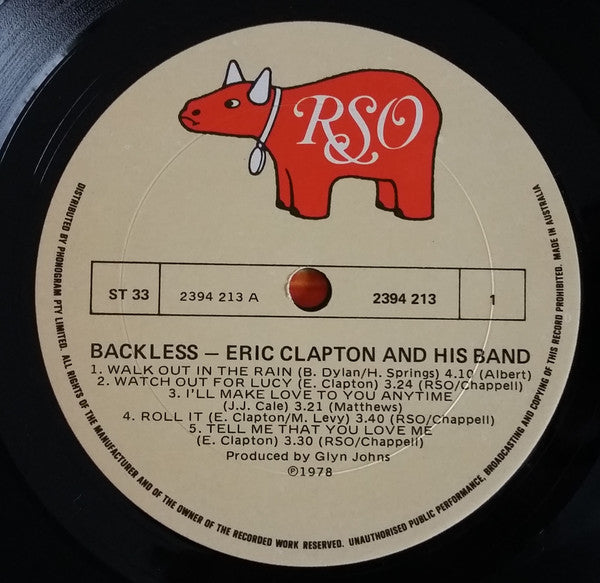 RSO
ST 33
2394 213 A
2394 213
1
BACKLESS — ERIC CLAPTON AND HIS BAND
1. WALK OUT IN THE RAIN (B. Dylan/H. Springs) 4.10 (Albert)
2. WATCH OUT FOR LUCY (E. Clapton) 3.24 (RSO/Chappell)
3. I'LL MAKE LOVE TO YOU ANYTIME
(J.J. Cale) 3.21 (Matthews)
4. ROLL IT (E. Clapton/M. Levy) 3.40 (RSO/Chappell)
5. TELL ME THAT YOU LOVE ME
(E. Clapton) 3.30 (RSO/Chappell)
Produced by Glyn Johns
℗1978
DISTRIBUTED BY PHONOGRAM PTY LIMITED. ALL RIGHTS OF THE MANUFACTURER AND OF THE OWNER OF THE RECORDED WORK RESERVED. UNAUTHORISED PUBLIC PERFORMANCE, BROADCASTING AND COPYING OF THIS RECORD PROHIBITED. MADE IN AUSTRALIA